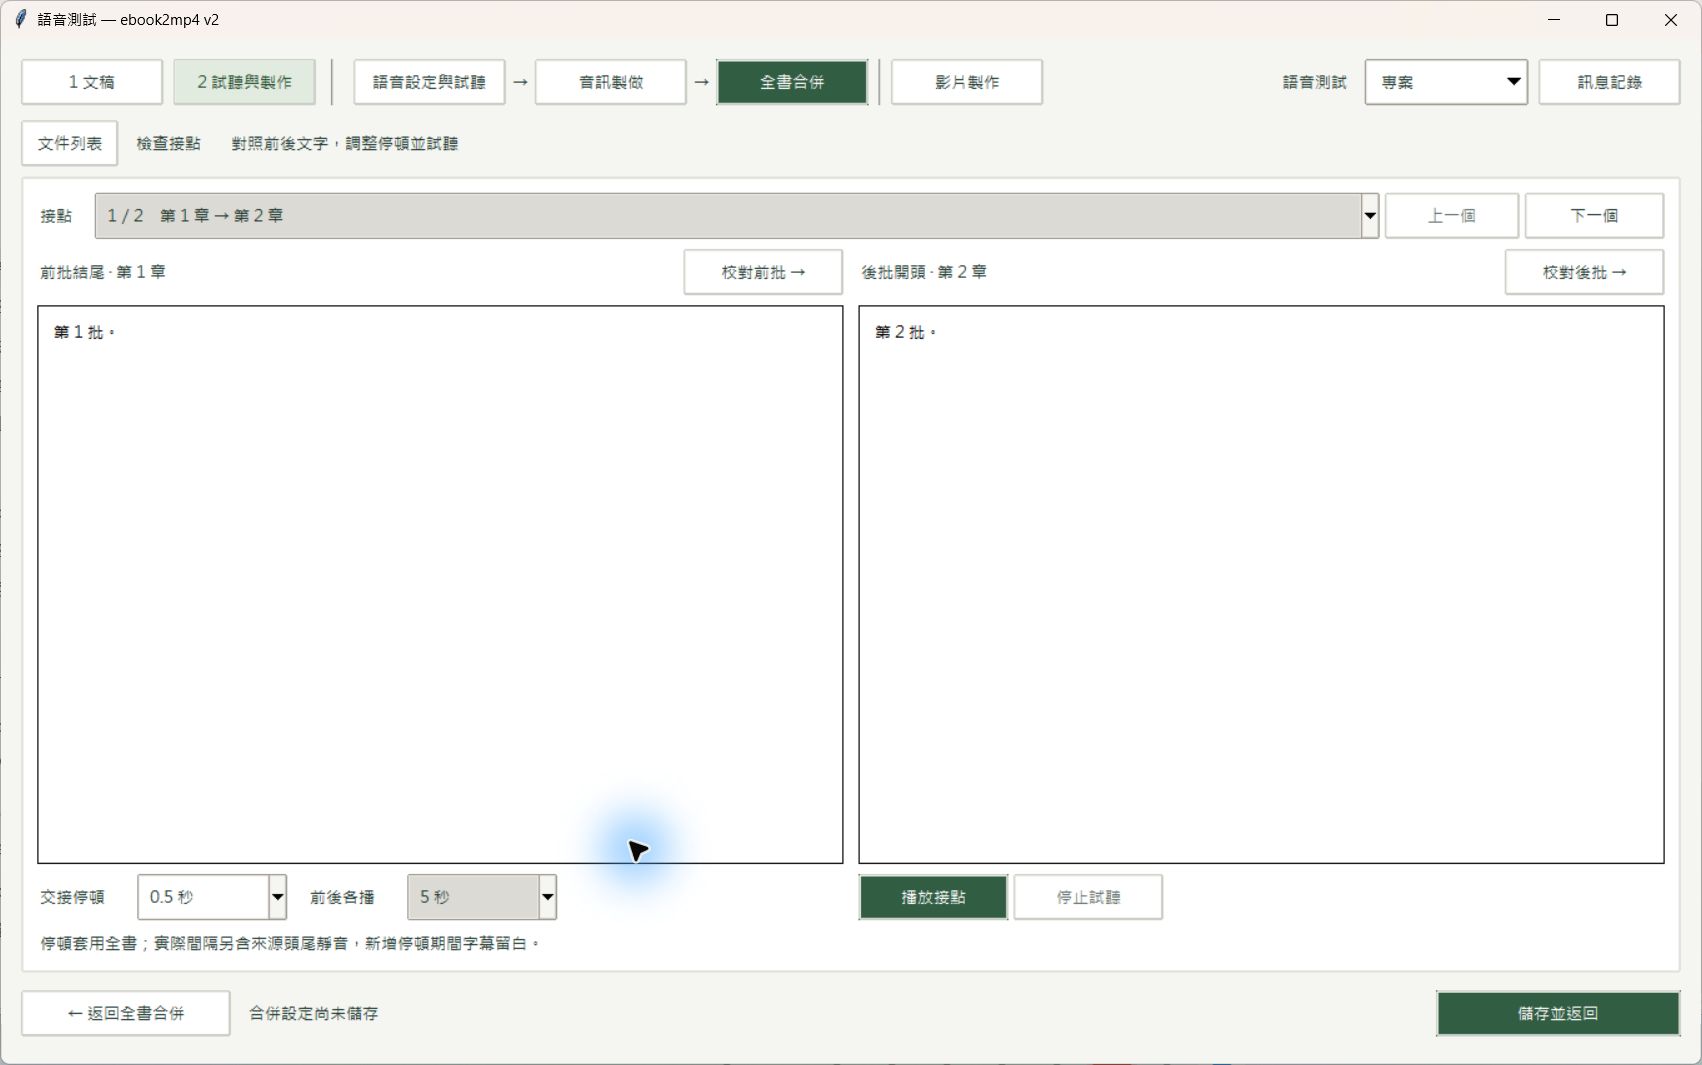 語音測試 — ebook2mp4 v2
1 文稿 2 試聽與製作 語音設定與試聽 → 音訊製做 → 全書合併 影片製作 語音測試 專案 訊息記錄
文件列表 檢查接點 對照前後文字，調整停頓並試聽
接點 1 / 2 第 1 章 → 第 2 章 上一個 下一個
前批結尾 · 第 1 章 校對前批 → 後批開頭 · 第 2 章 校對後批 →
第 1 批。 第 2 批。
交接停頓 0.5 秒 前後各播 5 秒 播放接點 停止試聽
停頓套用全書；實際間隔另含來源頭尾靜音，新增停頓期間字幕留白。
← 返回全書合併 合併設定尚未儲存 儲存並返回